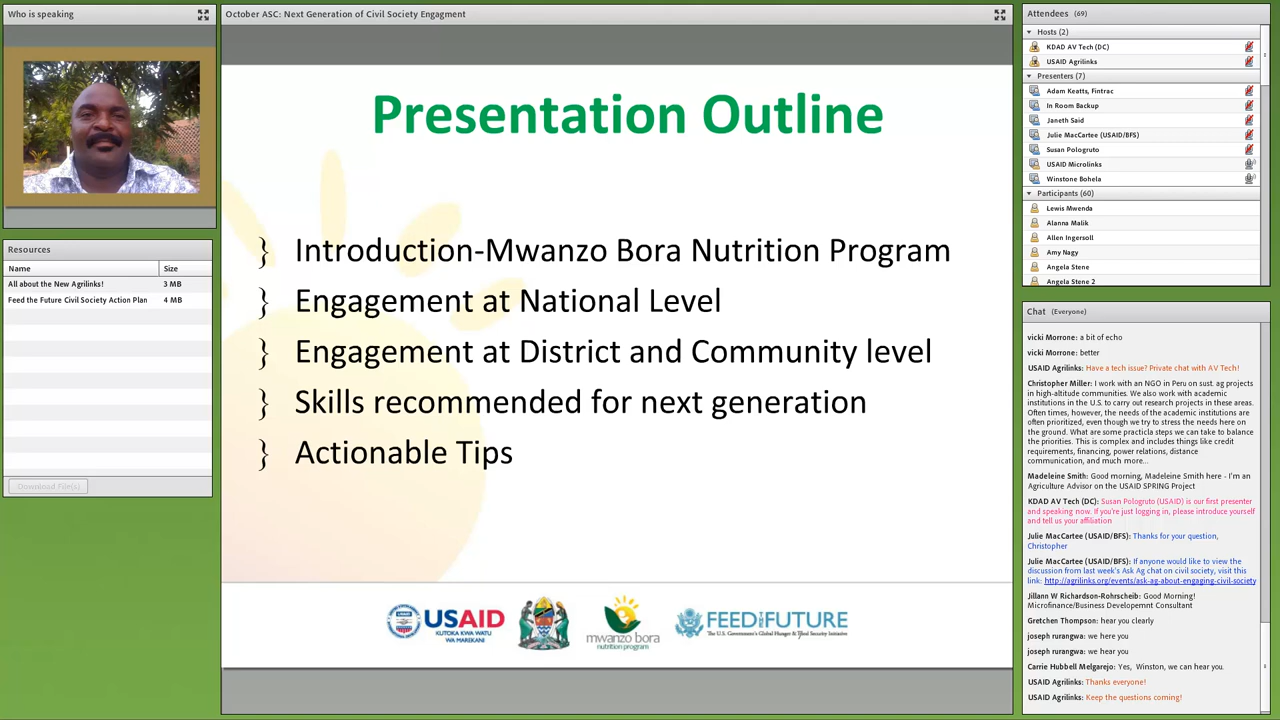 Who is speaking
October ASC: Next Generation of Civil Society Engagment
Attendees (69)
Hosts (2)
KDAD AV Tech (DC)
USAID Agrilinks
Presenters (7)
Adam Keatts, Fintrac
In Room Backup
Janeth Said
Julie MacCartee (USAID/BFS)
Susan Pologruto
USAID Microlinks
Winstone Bohela
Participants (60)
Lewis Mwenda
Alanna Malik
Allen Ingersoll
Amy Nagy
Angela Stene
Angela Stene 2
Resources
Name Size
All about the New Agrilinks! 3 MB
Feed the Future Civil Society Action Plan 4 MB
Download File(s)
Presentation Outline
} Introduction-Mwanzo Bora Nutrition Program
} Engagement at National Level
} Engagement at District and Community level
} Skills recommended for next generation
} Actionable Tips
USAID
KUTOKA KWA WATU
WA MAREKANI
mwanzo bora
nutrition program
FEED THE FUTURE
The U.S. Government's Global Hunger & Food Security Initiative
Chat (Everyone)
vicki Morrone: a bit of echo
vicki Morrone: better
USAID Agrilinks: Have a tech issue? Private chat with AV Tech!
Christopher Miller: I work with an NGO in Peru on sust. ag projects
in high-altitude communities. We also work with academic
institutions in the U.S. to carry out research projects in these areas.
Often times, however, the needs of the academic institutions are
often prioritized, even though we try to stress the needs here on
the ground. What are some practicla steps we can take to balance
the priorities. This is complex and includes things like credit
requirements, financing, power relations, distance
communication, and much more...
Madeleine Smith: Good morning, Madeleine Smith here - I'm an
Agriculture Advisor on the USAID SPRING Project
KDAD AV Tech (DC): Susan Pologruto (USAID) is our first presenter
and speaking now. If you're just logging in, please introduce yourself
and tell us your affiliation
Julie MacCartee (USAID/BFS): Thanks for your question,
Christopher
Julie MacCartee (USAID/BFS): If anyone would like to view the
discussion from last week's Ask Ag chat on civil society, visit this
link: http://agrilinks.org/events/ask-ag-about-engaging-civil-society
Jillann W Richardson-Rohrscheib: Good Morning!
Microfinance/Business Developemnt Consultant
Gretchen Thompson: hear you clearly
joseph rurangwa: we here you
joseph rurangwa: we hear you
Carrie Hubbell Melgarejo: Yes, Winston, we can hear you.
USAID Agrilinks: Thanks everyone!
USAID Agrilinks: Keep the questions coming!